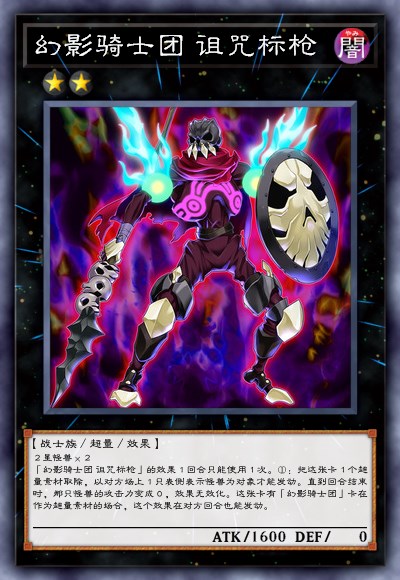 幻影骑士团 诅咒标枪
やみ
闇
【战士族／超量／效果】
２星怪兽×２
「幻影骑士团 诅咒标枪」的效果１回合只能使用１次。①：把这张卡１个超
量素材取除，以对方场上１只表侧表示怪兽为对象才能发动。直到回合结束
时，那只怪兽的攻击力变成０，效果无效化。这张卡有「幻影骑士团」卡在
作为超量素材的场合，这个效果在对方回合也能发动。
ATK/1600 DEF/ 0